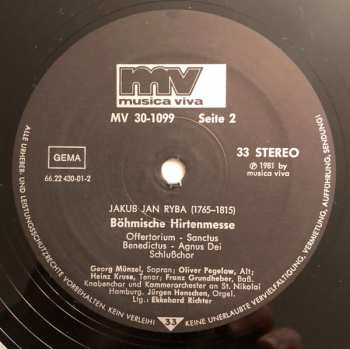 mv
musica viva
MV 30-1099 Seite 2
GEMA
33 STEREO
℗ 1981 by
musica viva
66.22 430-01-2
JAKUB JAN RYBA (1765–1815)
Böhmische Hirtenmesse
Offertorium - Sanctus
Benedictus - Agnus Dei
Schlußchor
Georg Münzel, Sopran; Oliver Pegelow, Alt;
Heinz Kruse, Tenor; Franz Grundheber, Baß.
Knabenchor und Kammerorchester an St. Nikolai
Hamburg. Jürgen Henschen, Orgel.
Ltg.: Ekkehard Richter
ALLE URHEBER- UND LEISTUNGSSCHUTZRECHTE VORBEHALTEN. KEIN VERLEIH! KEINE UNERLAUBTE VERVIELFÄLTIGUNG, VERMIETUNG, AUFFÜHRUNG, SENDUNG!
33